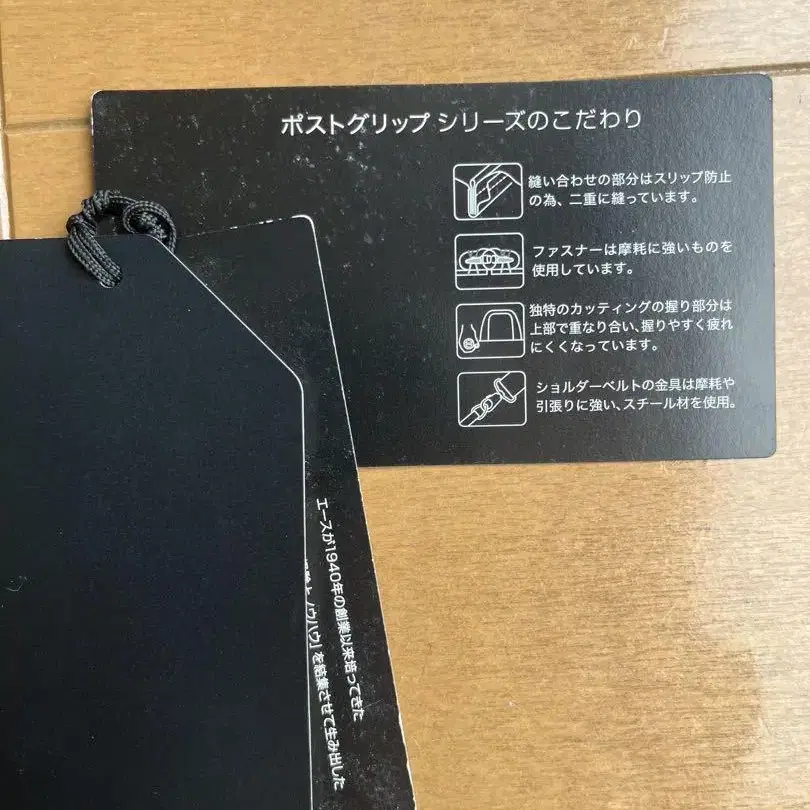 ポストグリップ シリーズのこだわり
縫い合わせの部分はスリップ防止
の為、二重に縫っています。
ファスナーは摩耗に強いものを
使用しています。
独特のカッティングの握り部分は
上部で重なり合い、握りやすく疲れ
にくくなっています。
ショルダーベルトの金具は摩耗や
引張りに強い、スチール材を使用。
エースが1940年の創業以来培ってきた
と「ノウハウ」を結集させて生み出した